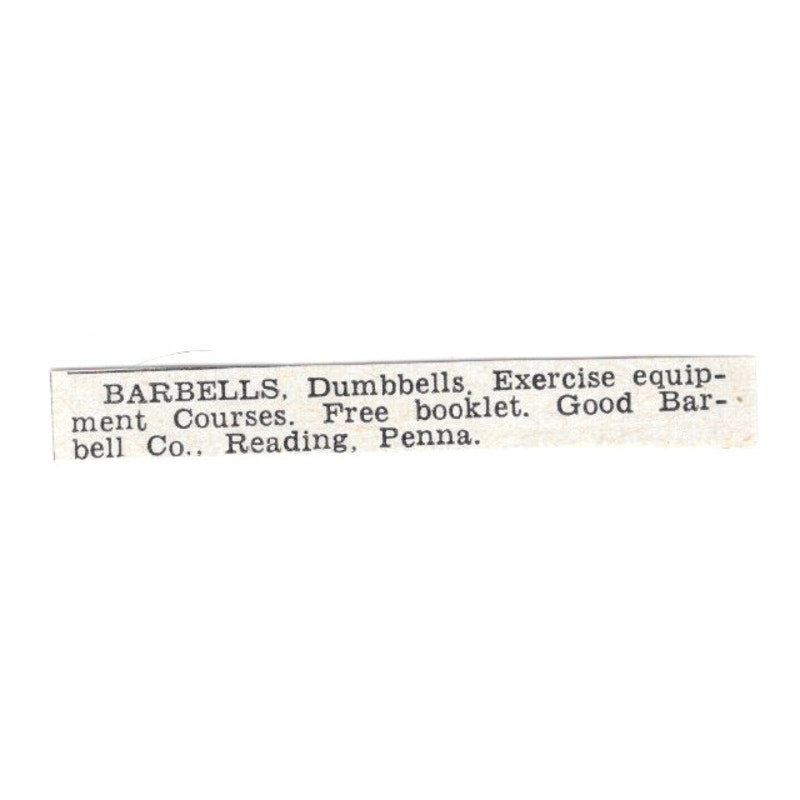 BARBELLS, Dumbbells, Exercise equip-
ment Courses. Free booklet. Good Bar-
bell Co., Reading, Penna.